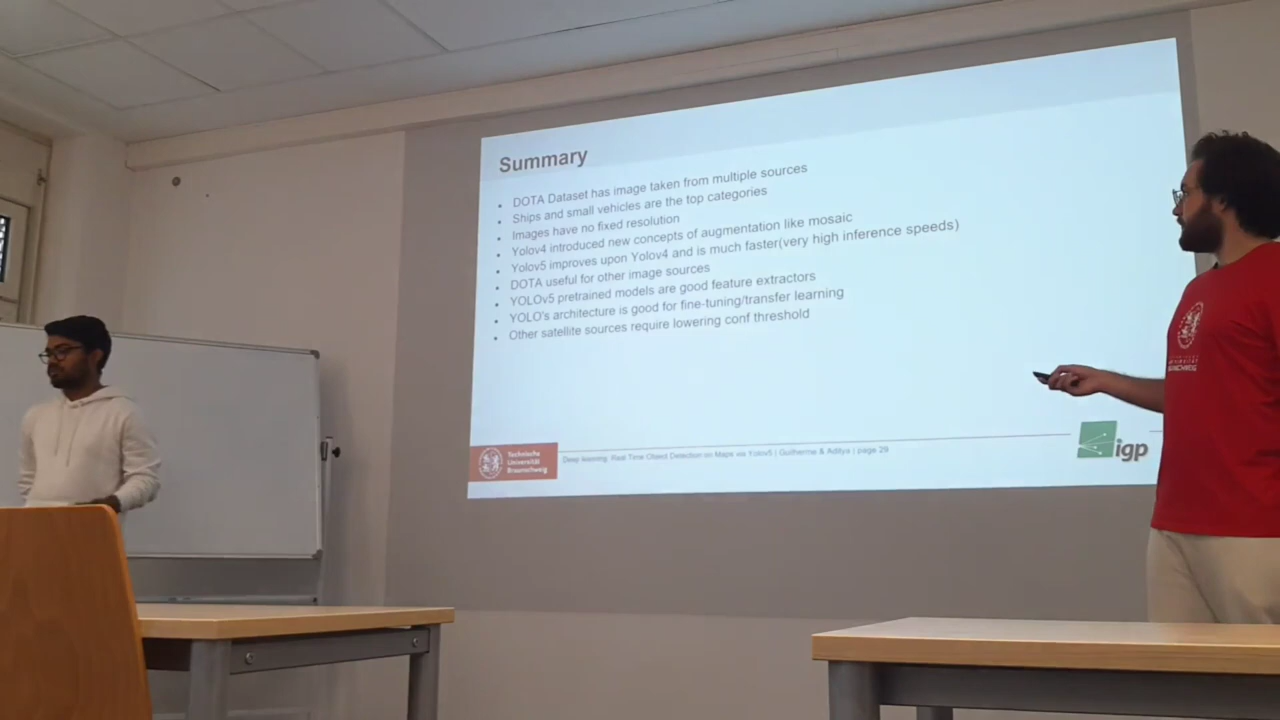 Summary
• DOTA Dataset has image taken from multiple sources
• Ships and small vehicles are the top categories
• Images have no fixed resolution
• Yolov4 introduced new concepts of augmentation like mosaic
• Yolov5 improves upon Yolov4 and is much faster(very high inference speeds)
• DOTA useful for other image sources
• YOLOv5 pretrained models are good feature extractors
• YOLO's architecture is good for fine-tuning/transfer learning
• Other satellite sources require lowering conf threshold
Technische
Universität
Braunschweig
Deep learning: Real Time Object Detection on Maps via Yolov5 | Guilherme & Aditya | page 29
igp